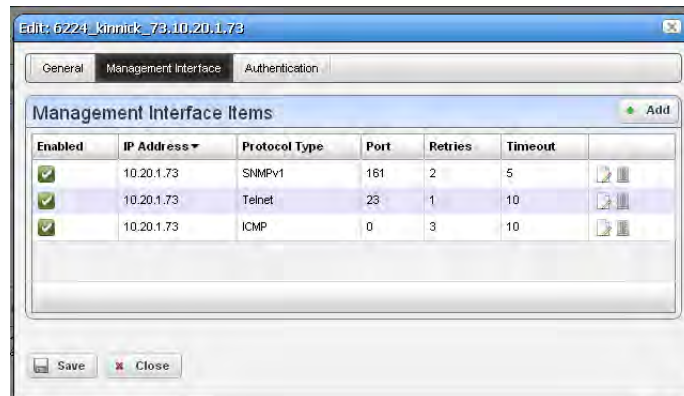 Edit: 6224_kinnick_73.10.20.1.73
General Management Interface Authentication
Management Interface Items
Add
Enabled IP Address Protocol Type Port Retries Timeout
10.20.1.73 SNMPv1 161 2 5
10.20.1.73 Telnet 23 1 10
10.20.1.73 ICMP 0 3 10
Save Close